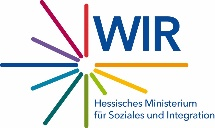 WIR
Hessisches Ministerium
für Soziales und Integration